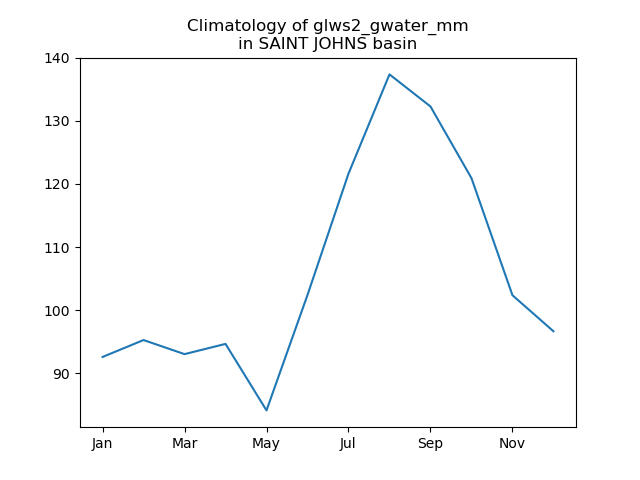 Climatology of glws2_gwater_mm
in SAINT JOHNS basin
140
130
120
110
100
90
Jan
Mar
May
Jul
Sep
Nov